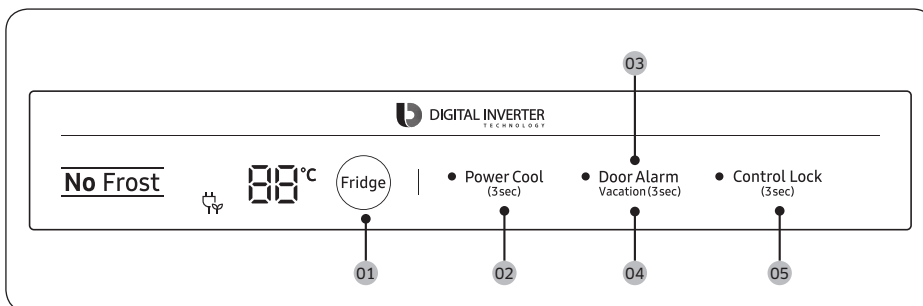 03
DIGITAL INVERTER
TECHNOLOGY
No Frost
88°C
Fridge
Power Cool
(3sec)
Door Alarm
Vacation(3sec)
Control Lock
(3sec)
01
02
04
05